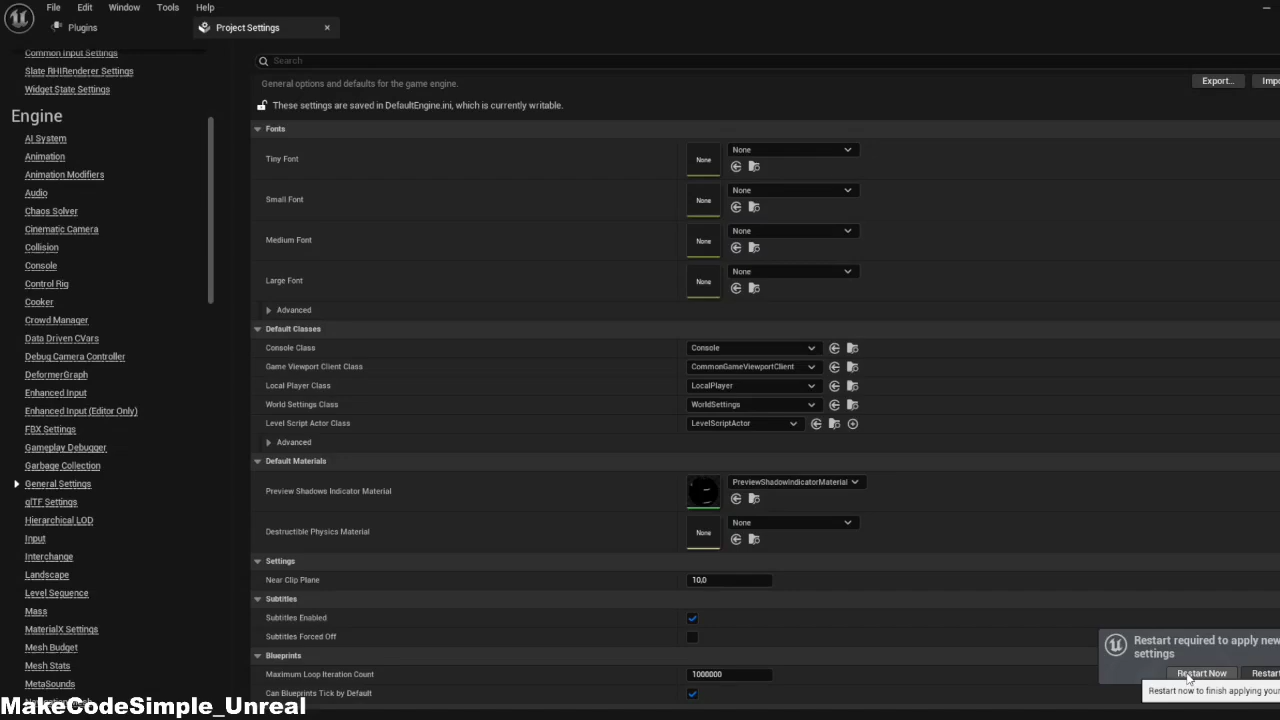 File Edit Window Tools Help
Plugins
Project Settings
Common Input Settings
Slate RHIRenderer Settings
Widget State Settings
Engine
AI System
Animation
Animation Modifiers
Audio
Chaos Solver
Cinematic Camera
Collision
Console
Control Rig
Cooker
Crowd Manager
Data Driven CVars
Debug Camera Controller
DeformerGraph
Enhanced Input
Enhanced Input (Editor Only)
FBX Settings
Gameplay Debugger
Garbage Collection
General Settings
glTF Settings
Hierarchical LOD
Input
Interchange
Landscape
Level Sequence
Mass
MaterialX Settings
Mesh Budget
Mesh Stats
MetaSounds
Search
General options and defaults for the game engine.
Export...
Impo
These settings are saved in DefaultEngine.ini, which is currently writable.
Fonts
Tiny Font
None
None
Small Font
None
None
Medium Font
None
None
Large Font
None
None
Advanced
Default Classes
Console Class
Console
Game Viewport Client Class
CommonGameViewportClient
Local Player Class
LocalPlayer
World Settings Class
WorldSettings
Level Script Actor Class
LevelScriptActor
Advanced
Default Materials
Preview Shadows Indicator Material
PreviewShadowIndicatorMaterial
Destructible Physics Material
None
None
Settings
Near Clip Plane
10,0
Subtitles
Subtitles Enabled
Subtitles Forced Off
Blueprints
Maximum Loop Iteration Count
1000000
Can Blueprints Tick by Default
Restart required to apply new
settings
Restart Now
Restart
Restart now to finish applying your
MakeCodeSimple_Unreal